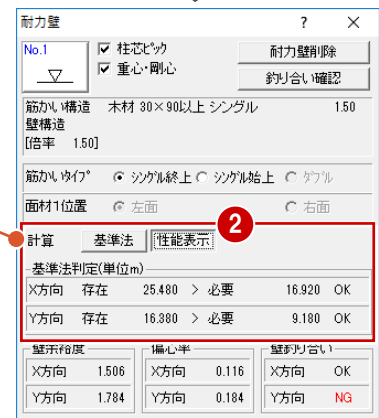 耐力壁 ? ×
No.1
柱芯ピック
重心・剛心
耐力壁削除
釣り合い確認
筋かい構造 木材 30×90以上 シングル 1.50
壁構造
[倍率 1.50]
筋かいタイプ シングル終上 シングル始上 ダブル
面材1位置 左面 右面
2
計算 基準法 性能表示
基準法判定(単位m)
X方向 存在 25.480 > 必要 16.920 OK
Y方向 存在 16.380 > 必要 9.180 OK
壁充裕度 偏心率 壁釣り合い
X方向 1.506 X方向 0.116 X方向 OK
Y方向 1.784 Y方向 0.184 Y方向 NG